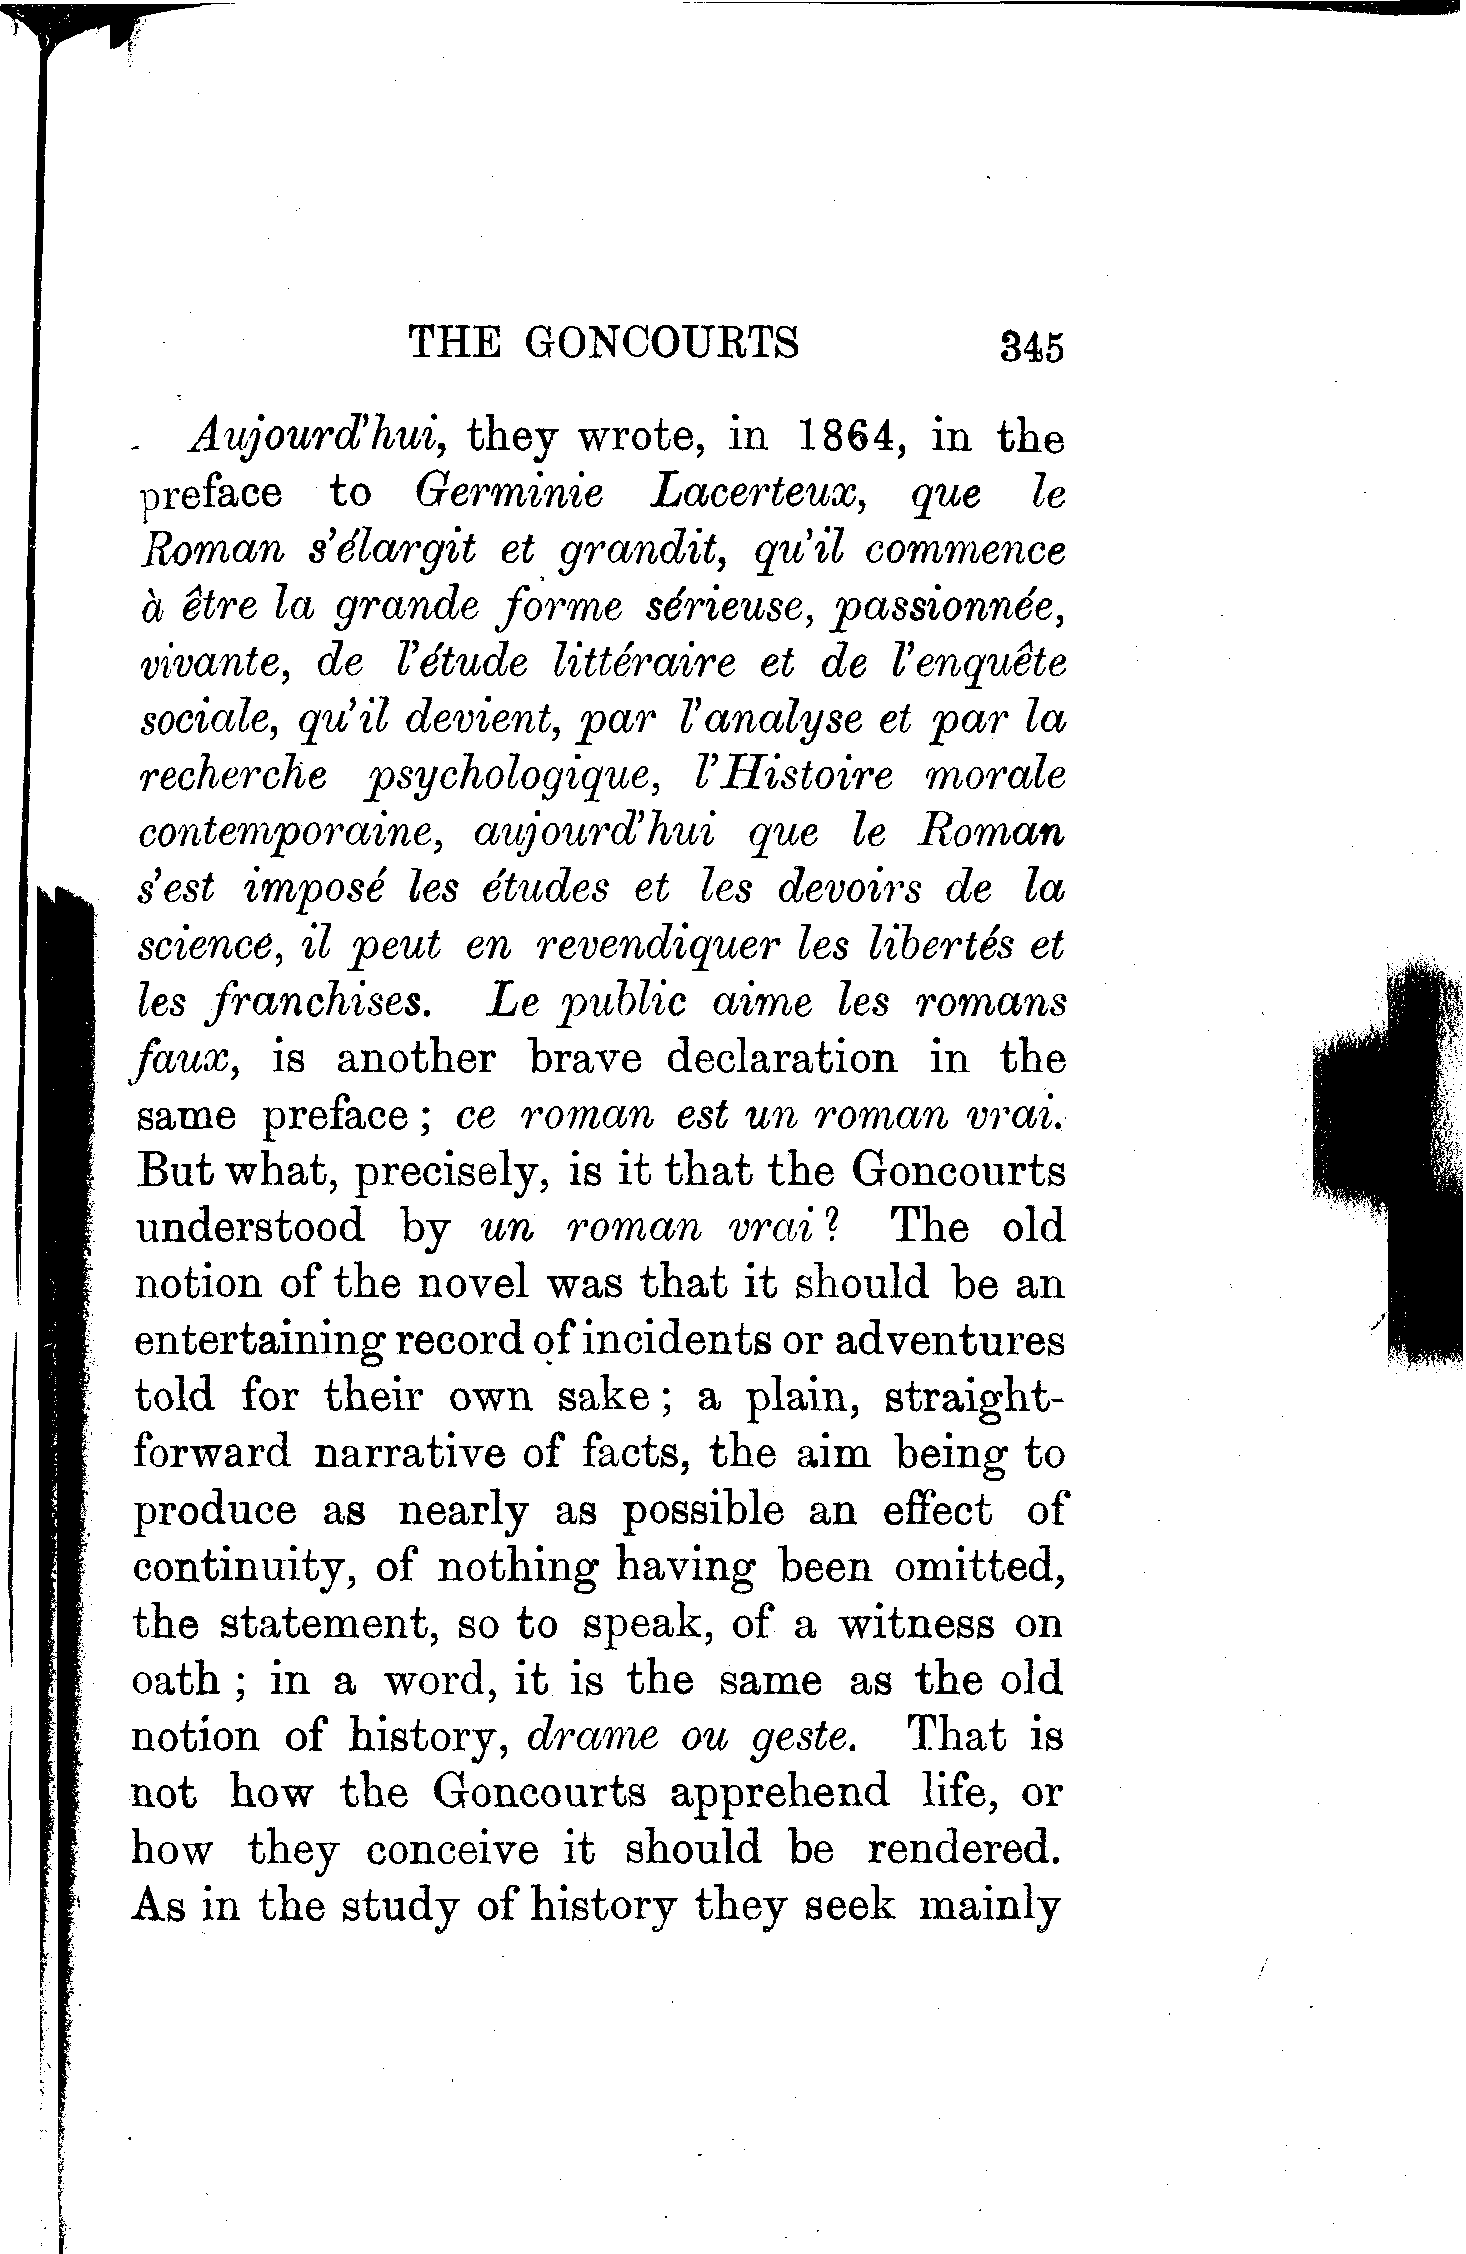 THE GONCOURTS 345
Aujourd'hui, they wrote, in 1864, in the
preface to Germinie Lacerteux, que le
Roman s'élargit et grandit, qu'il commence
à être la grande forme sérieuse, passionnée,
vivante, de l'étude littéraire et de l'enquête
sociale, qu'il devient, par l'analyse et par la
recherche psychologique, l'Histoire morale
contemporaine, aujourd'hui que le Roman
s'est imposé les études et les devoirs de la
science, il peut en revendiquer les libertés et
les franchises. Le public aime les romans
faux, is another brave declaration in the
same preface; ce roman est un roman vrai.
But what, precisely, is it that the Goncourts
understood by un roman vrai? The old
notion of the novel was that it should be an
entertaining record of incidents or adventures
told for their own sake; a plain, straight-
forward narrative of facts, the aim being to
produce as nearly as possible an effect of
continuity, of nothing having been omitted,
the statement, so to speak, of a witness on
oath; in a word, it is the same as the old
notion of history, drame ou geste. That is
not how the Goncourts apprehend life, or
how they conceive it should be rendered.
As in the study of history they seek mainly